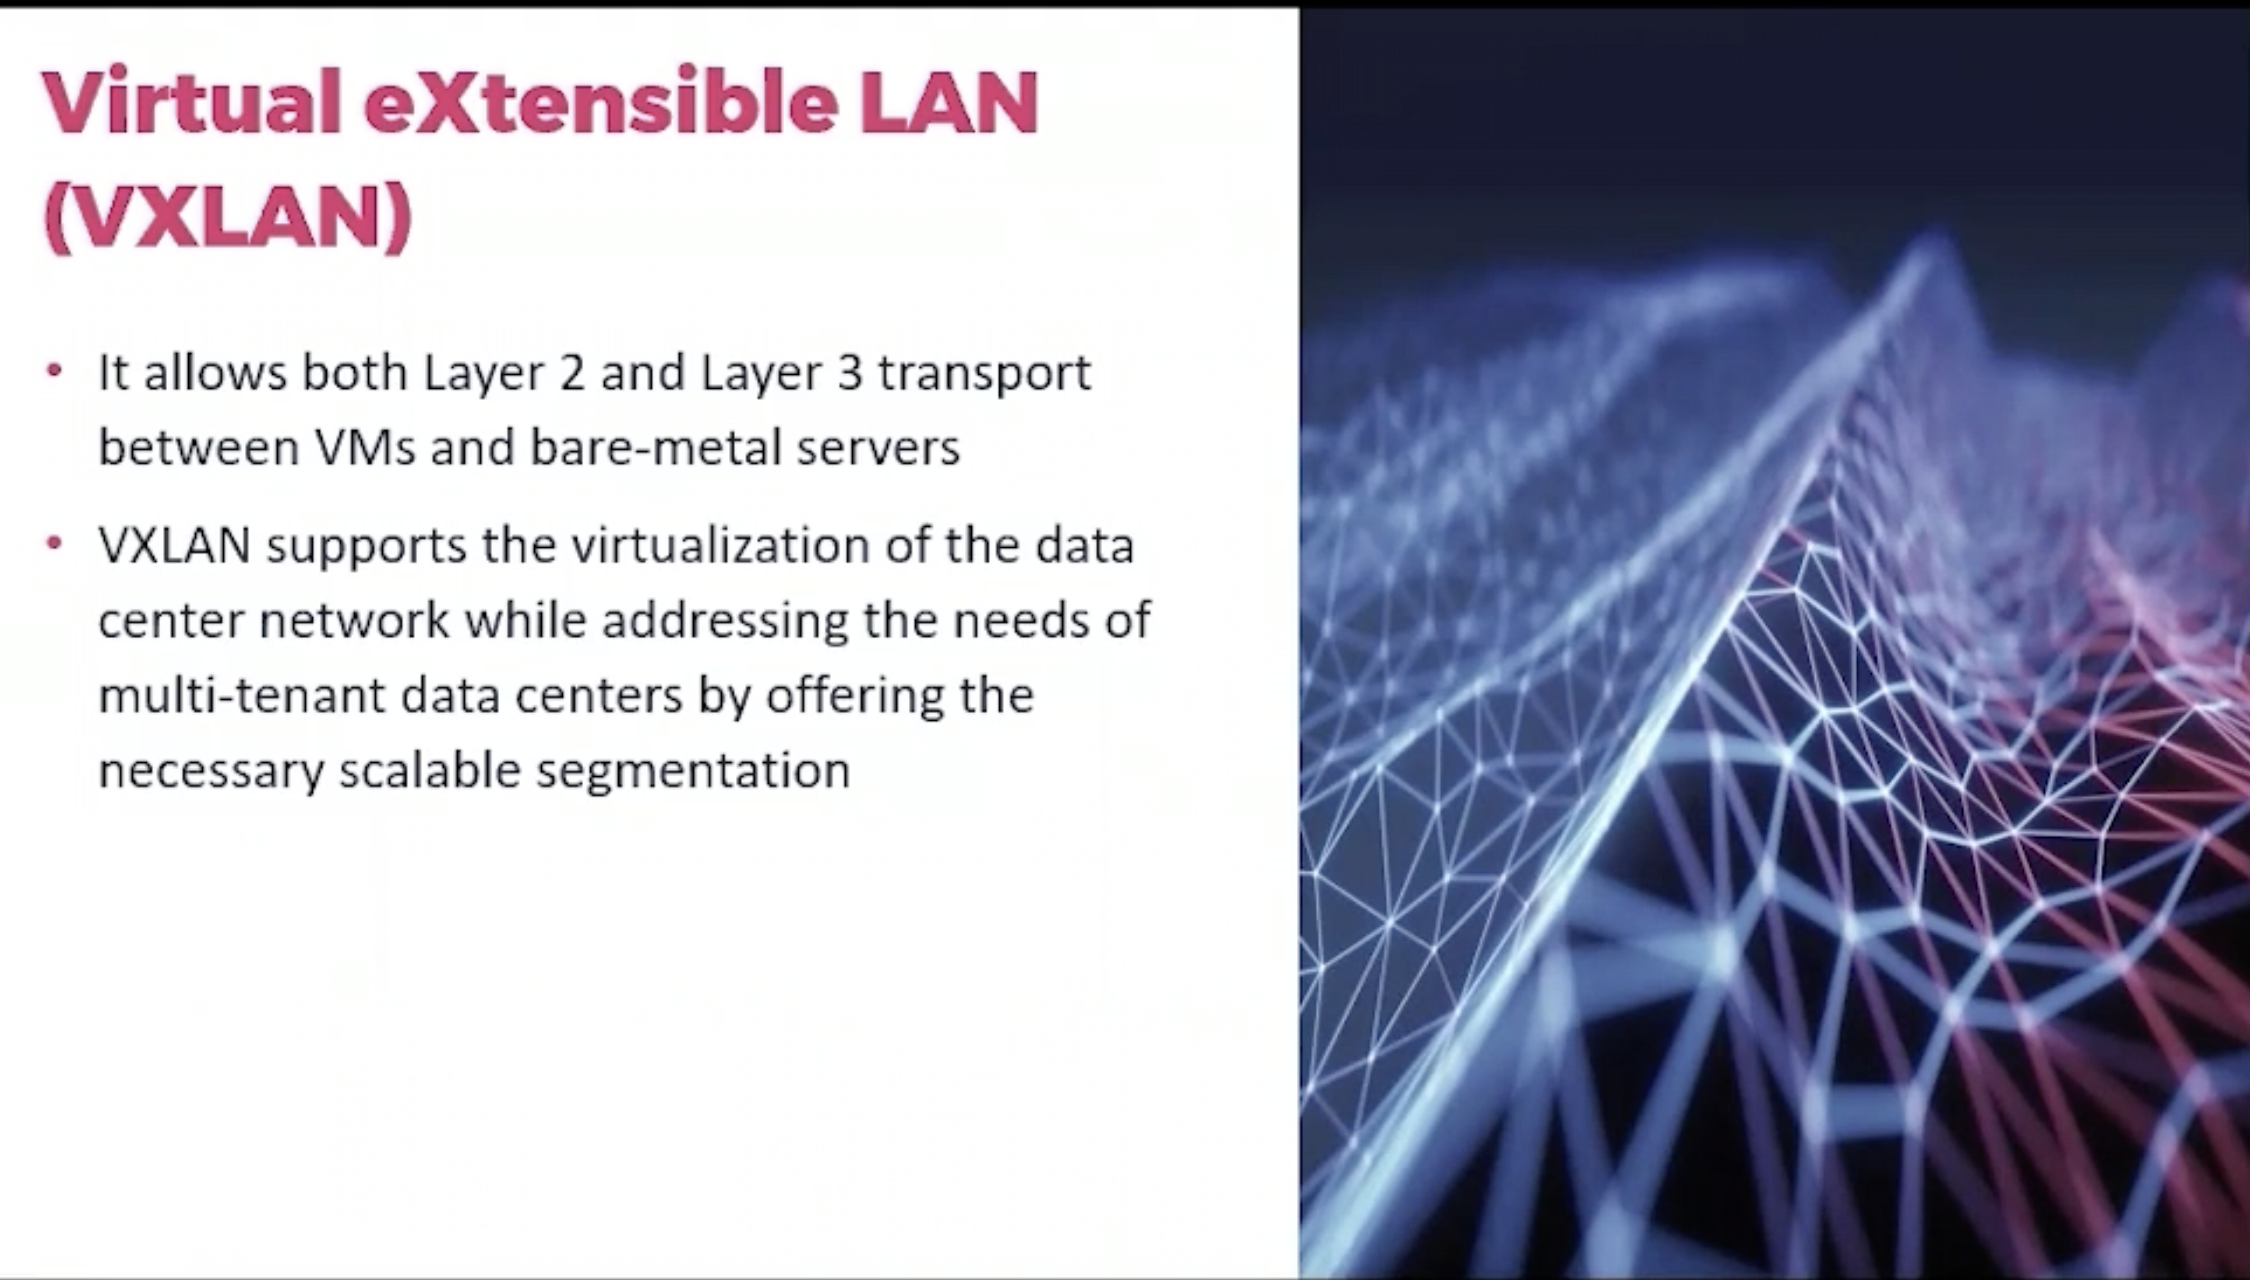 Virtual eXtensible LAN
(VXLAN)
• It allows both Layer 2 and Layer 3 transport
between VMs and bare-metal servers
• VXLAN supports the virtualization of the data
center network while addressing the needs of
multi-tenant data centers by offering the
necessary scalable segmentation